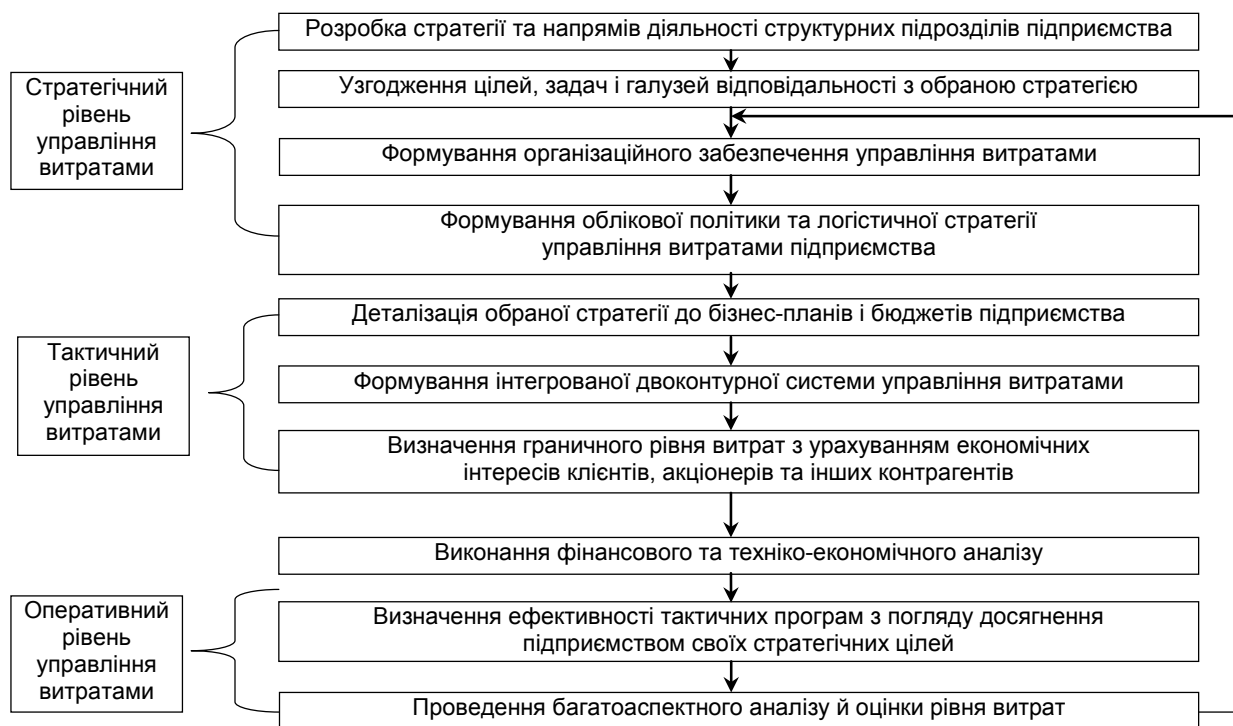 Розробка стратегії та напрямів діяльності структурних підрозділів підприємства
Стратегічний
рівень
управління
витратами
Узгодження цілей, задач і галузей відповідальності з обраною стратегією
Формування організаційного забезпечення управління витратами
Формування облікової політики та логістичної стратегії
управління витратами підприємства
Деталізація обраної стратегії до бізнес-планів і бюджетів підприємства
Тактичний
рівень
управління
витратами
Формування інтегрованої двоконтурної системи управління витратами
Визначення граничного рівня витрат з урахуванням економічних
інтересів клієнтів, акціонерів та інших контрагентів
Виконання фінансового та техніко-економічного аналізу
Оперативний
рівень
управління
витратами
Визначення ефективності тактичних програм з погляду досягнення
підприємством своїх стратегічних цілей
Проведення багатоаспектного аналізу й оцінки рівня витрат